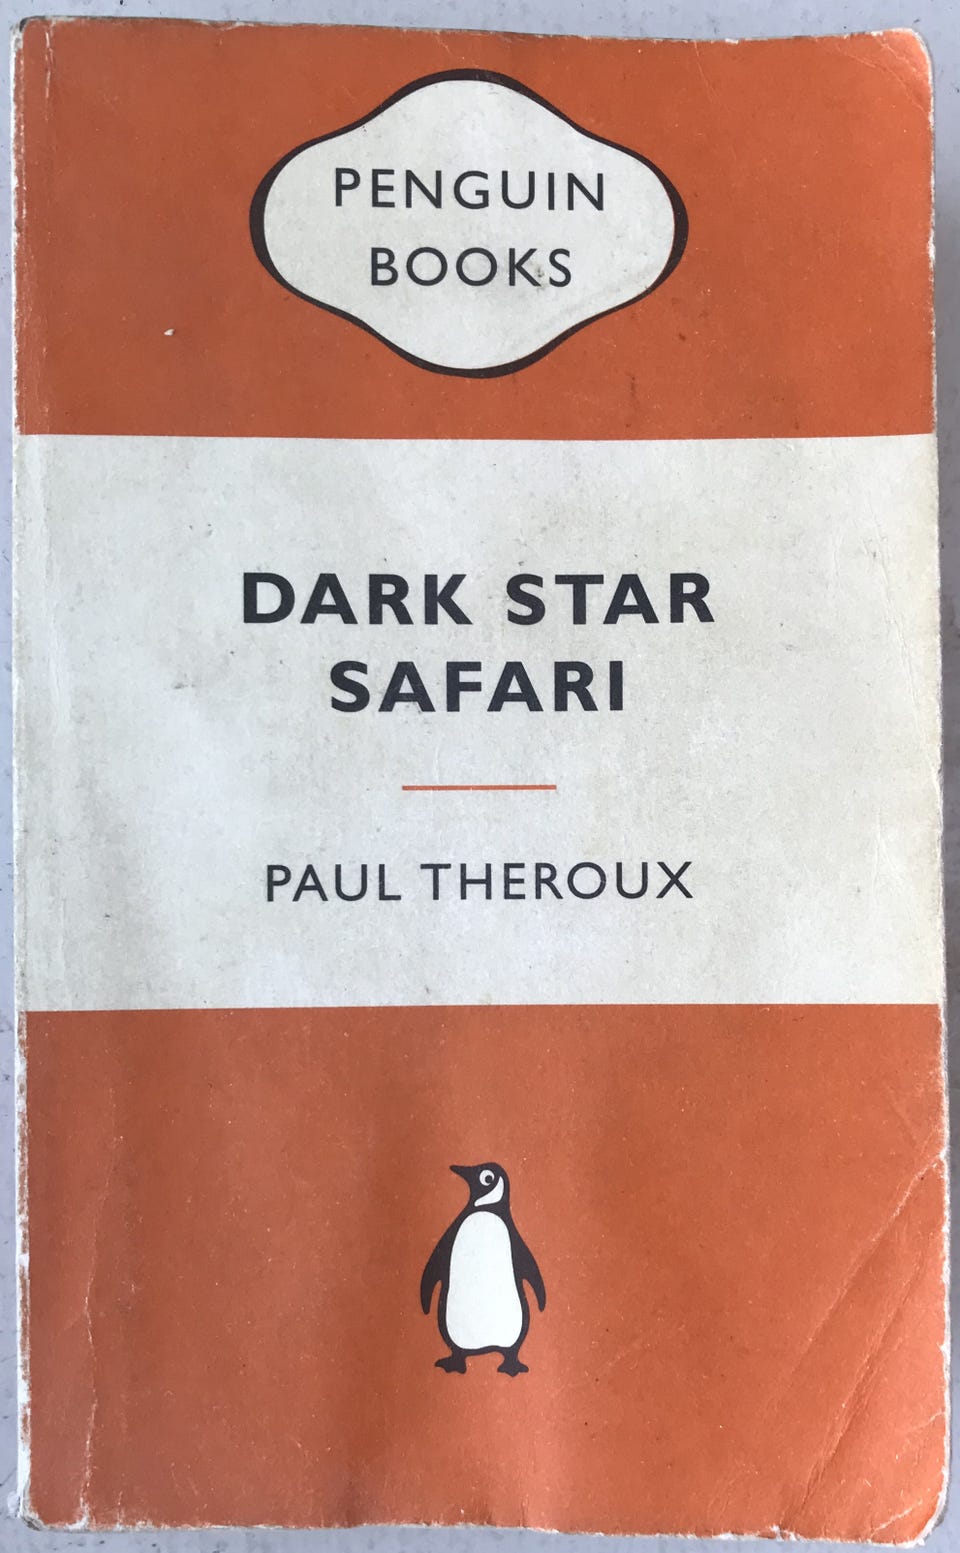 PENGUIN
BOOKS
DARK STAR
SAFARI
PAUL THEROUX